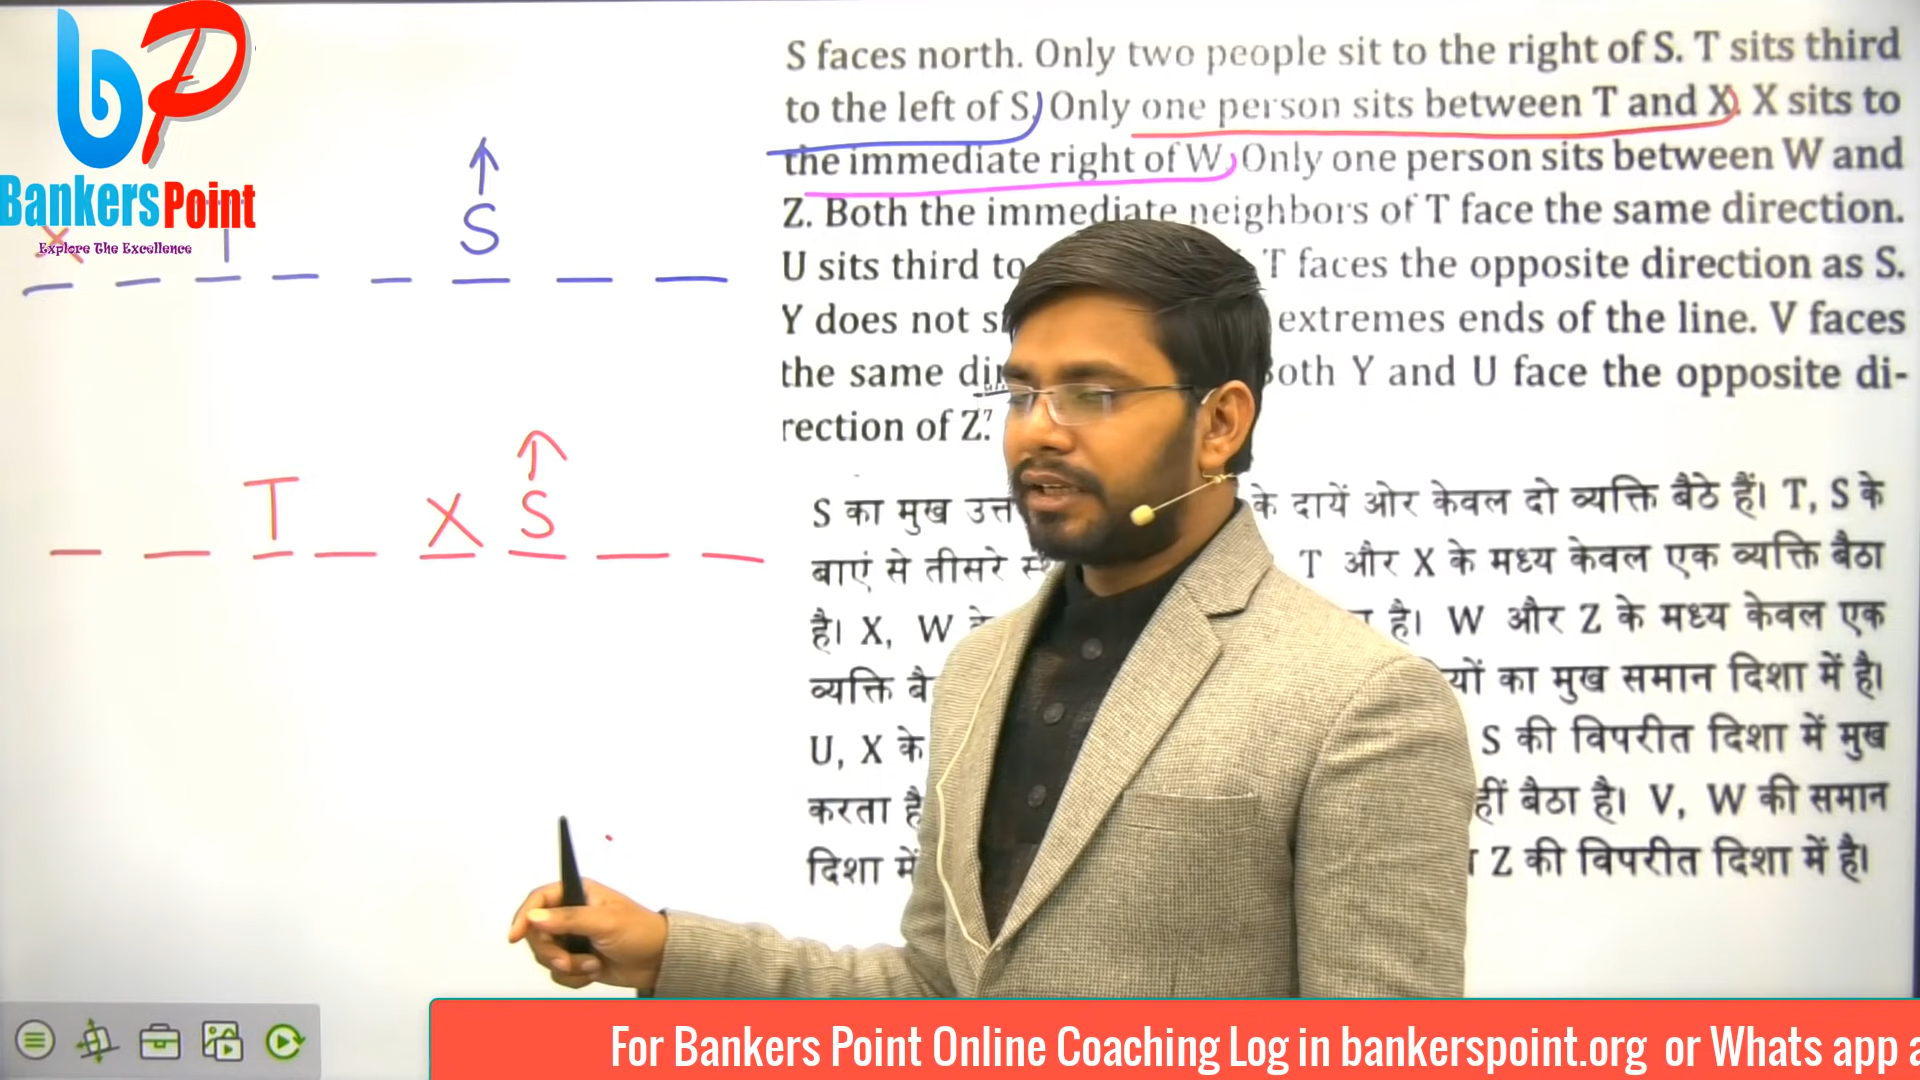 bp
Bankers Point
Explore The Excellence
S faces north. Only two people sit to the right of S. T sits third
to the left of S. Only one person sits between T and X. X sits to
the immediate right of W. Only one person sits between W and
Z. Both the immediate neighbors of T face the same direction.
U sits third to T faces the opposite direction as S.
Y does not extremes ends of the line. V faces
the same Both Y and U face the opposite di-
rection of Z.
S
X T
T X S
S का मुख के दायें ओर केवल दो व्यक्ति बैठे हैं। T, S के
बाएं से तीसरे T और X के मध्य केवल एक व्यक्ति बैठा
है। X, W है। W और Z के मध्य केवल एक
व्यक्ति का मुख समान दिशा में है।
U, X के S की विपरीत दिशा में मुख
करता बैठा है। V, W की समान
दिशा में Z की विपरीत दिशा में है।
For Bankers Point Online Coaching Log in bankerspoint.org or Whats app